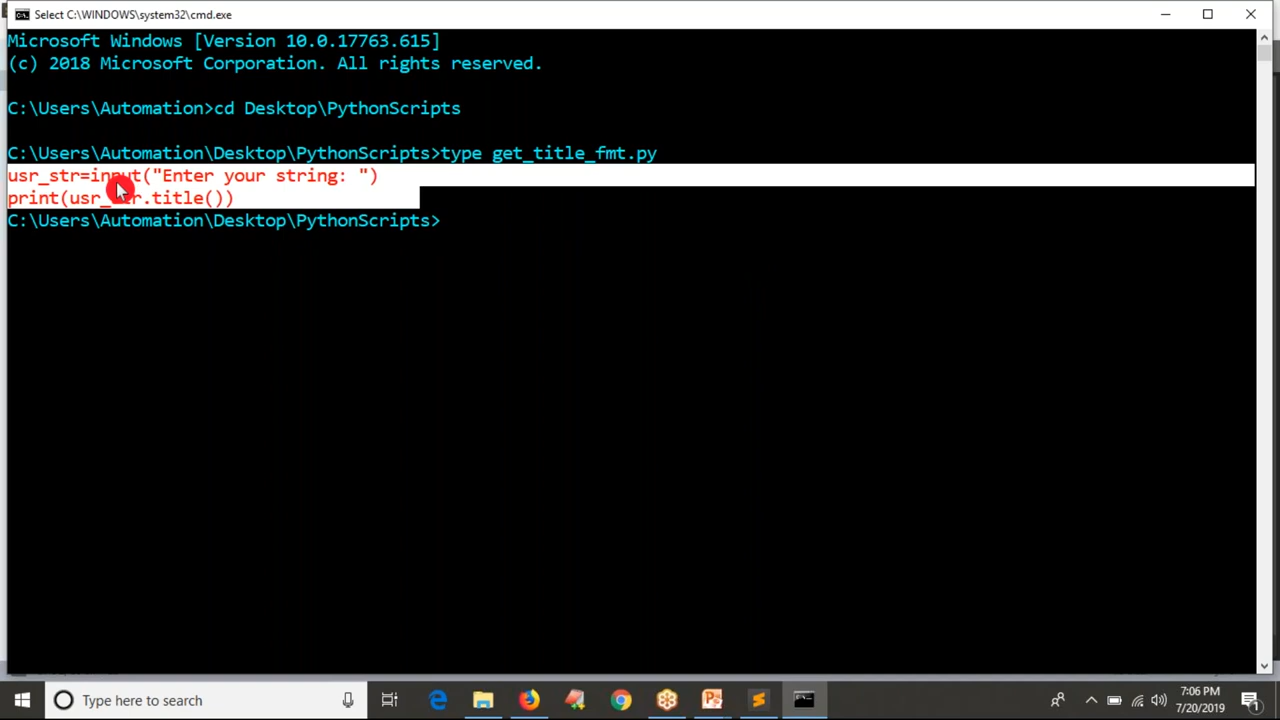 Select C:\WINDOWS\system32\cmd.exe
Microsoft Windows [Version 10.0.17763.615]
(c) 2018 Microsoft Corporation. All rights reserved.
C:\Users\Automation>cd Desktop\PythonScripts
C:\Users\Automation\Desktop\PythonScripts>type get_title_fmt.py
usr_str=input("Enter your string: ")
print(usr_str.title())
C:\Users\Automation\Desktop\PythonScripts>
Type here to search
7:06 PM
7/20/2019
1